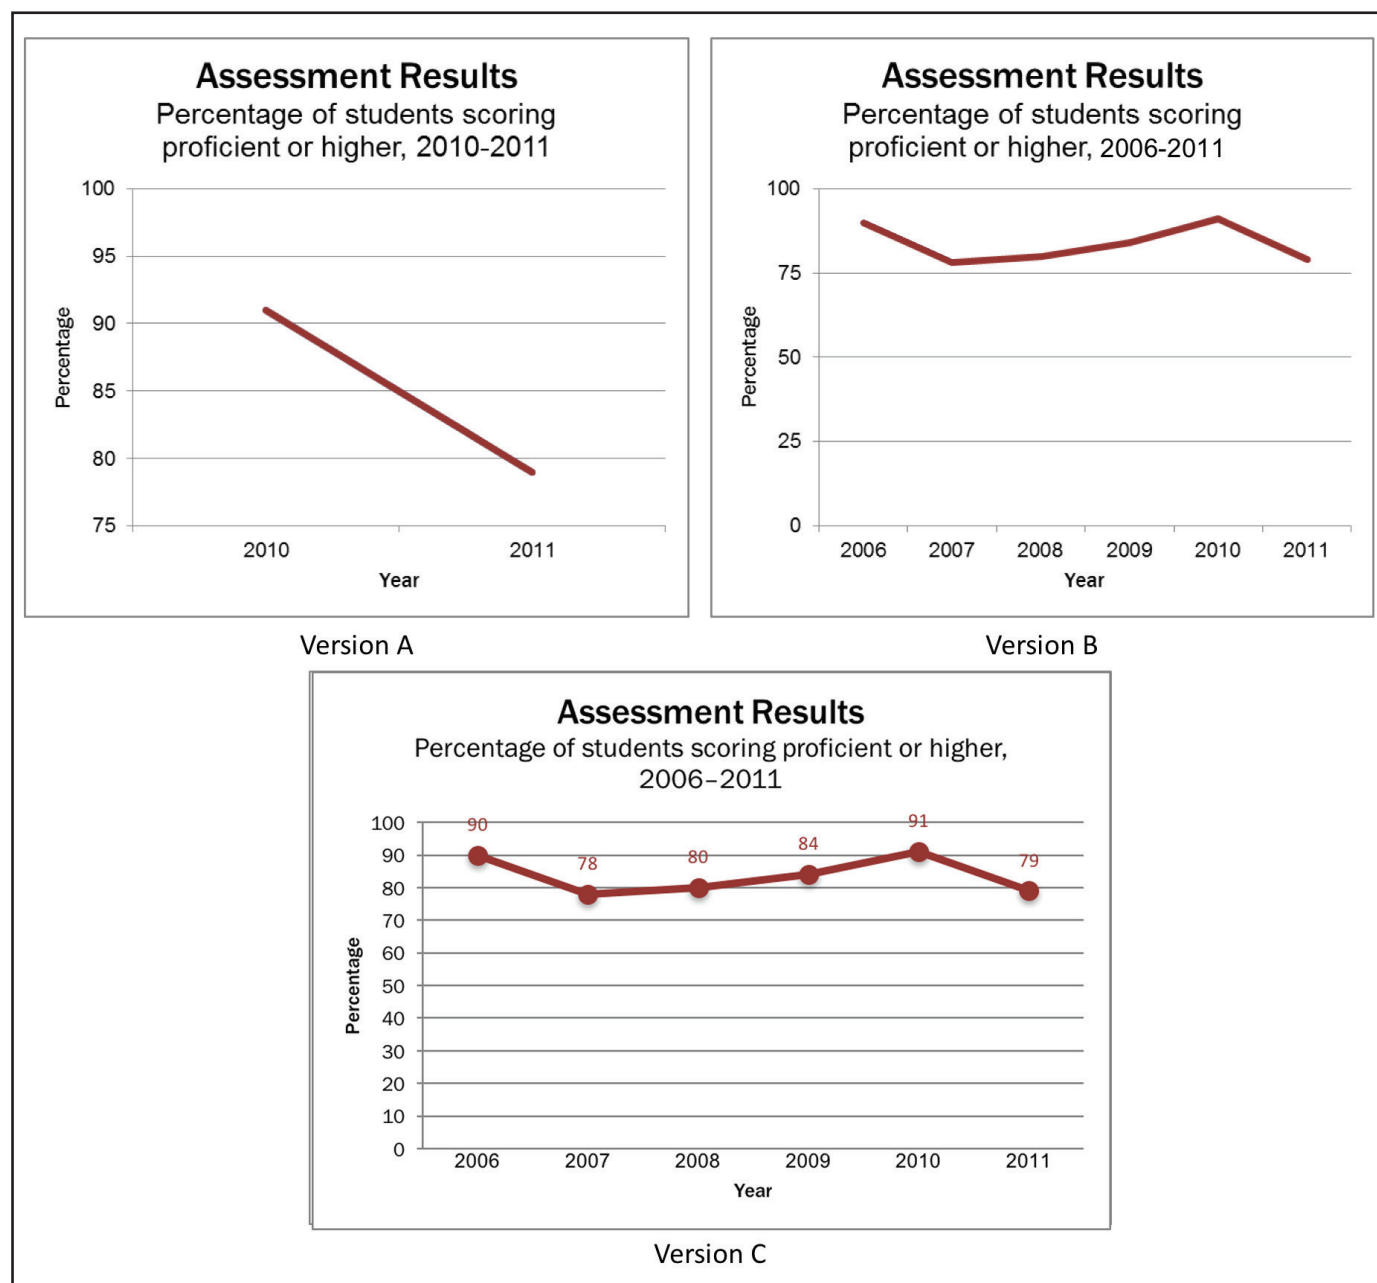 Assessment Results
Percentage of students scoring
proficient or higher, 2010-2011
100
95
90
85
80
75
Percentage
2010 2011
Year
Version A
Assessment Results
Percentage of students scoring
proficient or higher, 2006-2011
100
75
50
25
0
Percentage
2006 2007 2008 2009 2010 2011
Year
Version B
Assessment Results
Percentage of students scoring proficient or higher,
2006–2011
100
90
80
70
60
50
40
30
20
10
0
Percentage
90 78 80 84 91 79
2006 2007 2008 2009 2010 2011
Year
Version C